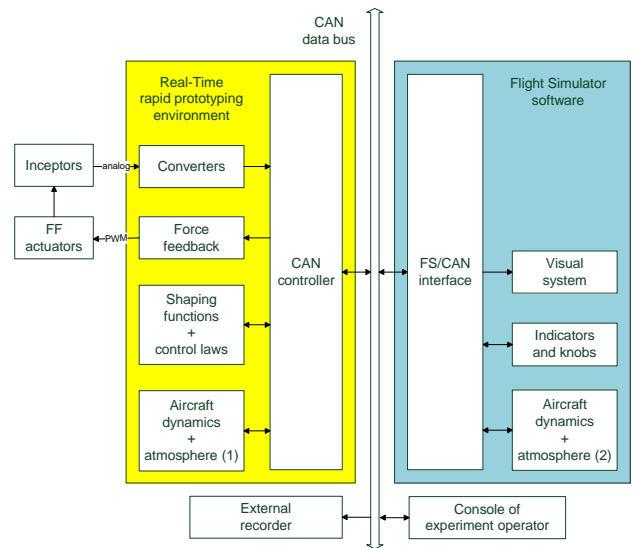 CAN
data bus
Real-Time
rapid prototyping
environment
Flight Simulator
software
Inceptors
analog
Converters
FF
actuators
PWM
Force
feedback
CAN
controller
FS/CAN
interface
Visual
system
Shaping
functions
+
control laws
Indicators
and knobs
Aircraft
dynamics
+
atmosphere (1)
Aircraft
dynamics
+
atmosphere (2)
External
recorder
Console of
experiment operator